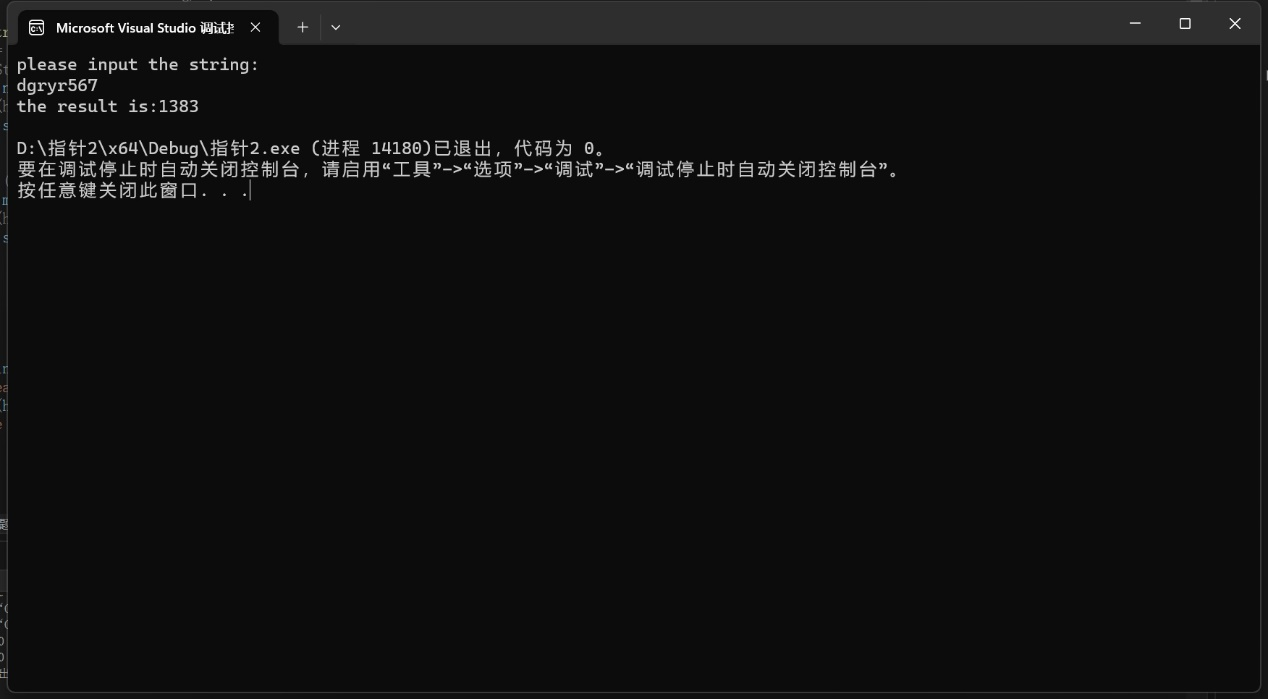 Microsoft Visual Studio 调试控
please input the string:
dgryr567
the result is:1383
D:\指针2\x64\Debug\指针2.exe (进程 14180)已退出，代码为 0。
要在调试停止时自动关闭控制台，请启用“工具”->“选项”->“调试”->“调试停止时自动关闭控制台”。
按任意键关闭此窗口. . .